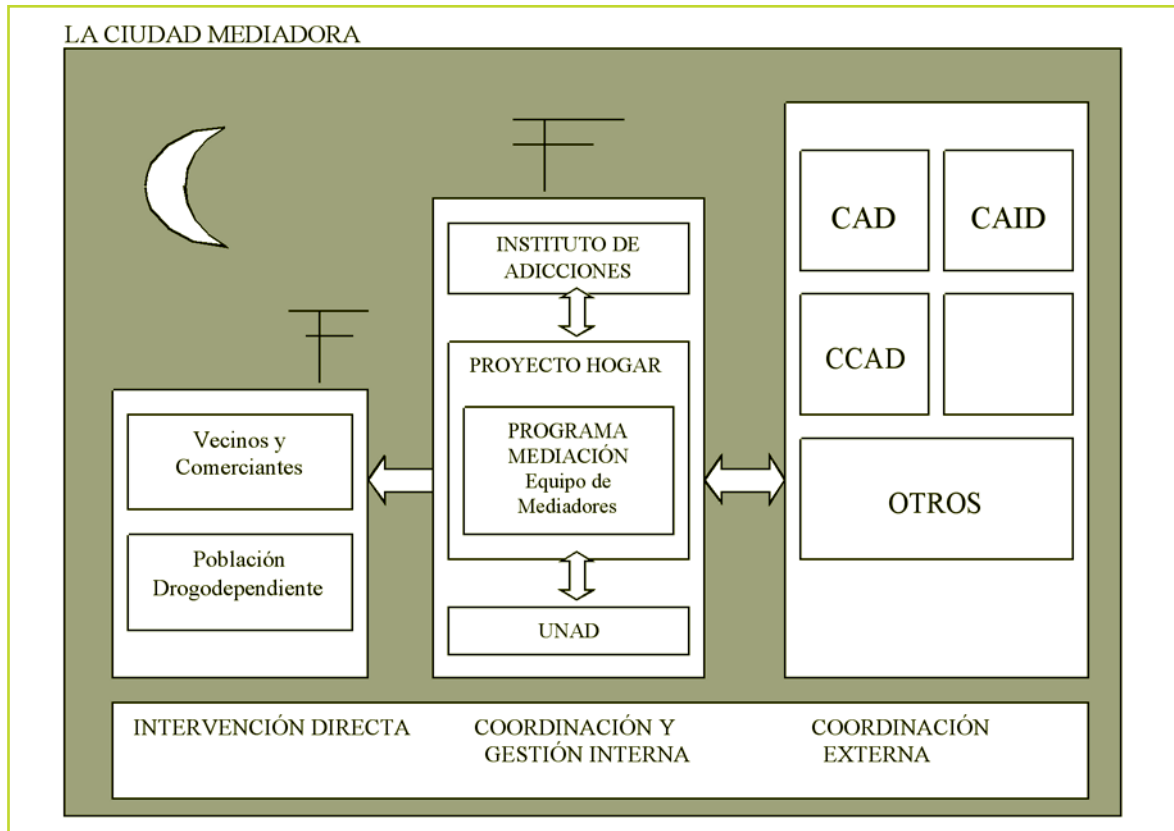 LA CIUDAD MEDIADORA
Vecinos y
Comerciantes
Población
Drogodependiente
INSTITUTO DE
ADICCIONES
PROYECTO HOGAR
PROGRAMA
MEDIACIÓN
Equipo de
Mediadores
UNAD
CAD
CAID
CCAD
OTROS
INTERVENCIÓN DIRECTA
COORDINACIÓN Y
GESTIÓN INTERNA
COORDINACIÓN
EXTERNA